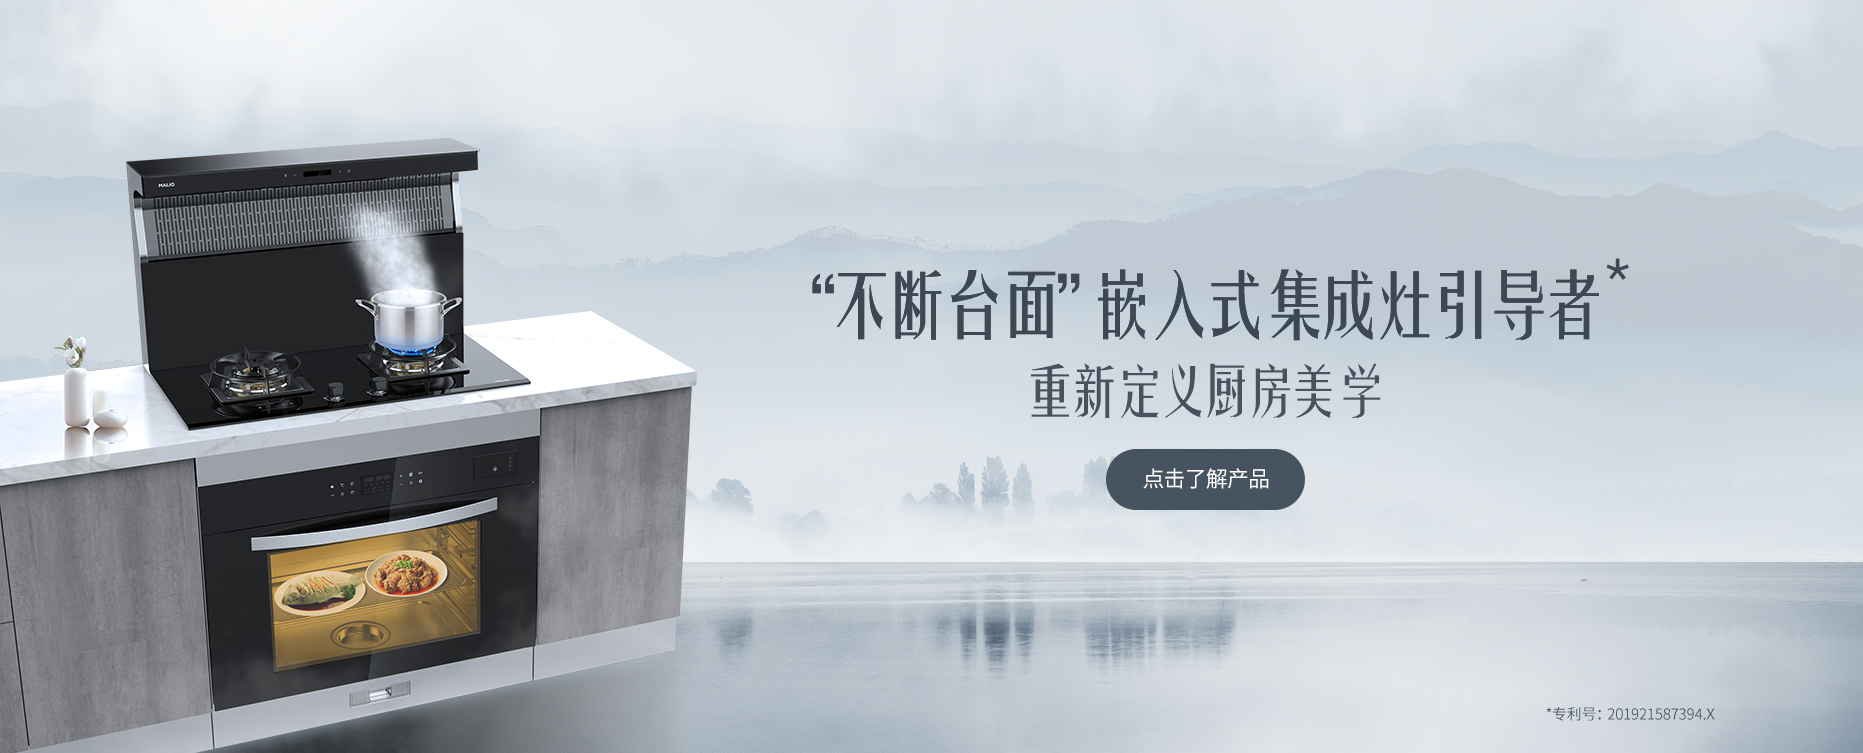 MALIO
“不断台面”嵌入式集成灶引导者*
重新定义厨房美学
点击了解产品
*专利号：201921587394.X